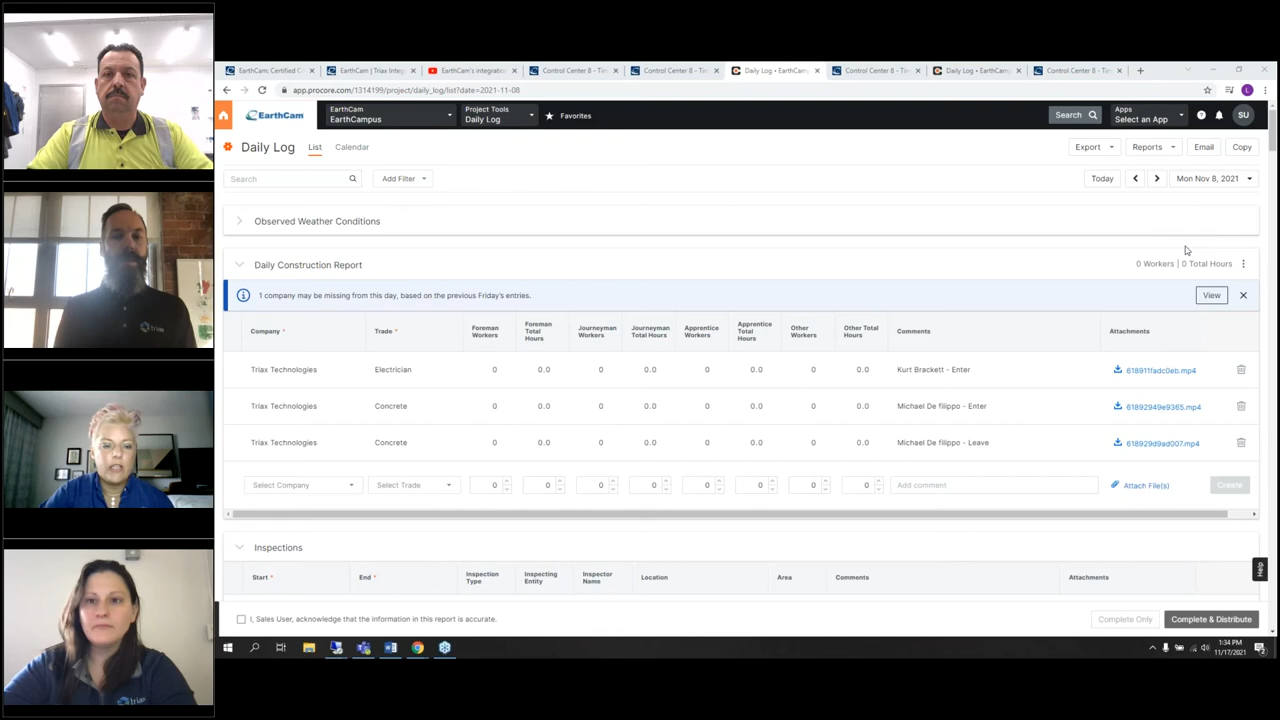 EarthCam: Certified C
EarthCam | Triax Integ
EarthCam's integration
Control Center 8 - Tim
Control Center 8 - Tim
Daily Log • EarthCamp
Control Center 8 - Tim
Daily Log • EarthCamp
Control Center 8 - Tim
app.procore.com/1314199/project/daily_log/list?date=2021-11-08
EarthCam
EarthCam
EarthCampus
Project Tools
Daily Log
Favorites
Search
Apps
Select an App
SU
Daily Log
List
Calendar
Export
Reports
Email
Copy
Search
Add Filter
Today
Mon Nov 8, 2021
Observed Weather Conditions
Daily Construction Report
0 Workers | 0 Total Hours
1 company may be missing from this day, based on the previous Friday's entries.
View
Company *
Trade *
Foreman Workers
Foreman Total Hours
Journeyman Workers
Journeyman Total Hours
Apprentice Workers
Apprentice Total Hours
Other Workers
Other Total Hours
Comments
Attachments
Triax Technologies Electrician 0 0.0 0 0.0 0 0.0 0 0.0 Kurt Brackett - Enter 618911fadc0eb.mp4
Triax Technologies Concrete 0 0.0 0 0.0 0 0.0 0 0.0 Michael De filippo - Enter 61892949e9365.mp4
Triax Technologies Concrete 0 0.0 0 0.0 0 0.0 0 0.0 Michael De filippo - Leave 618929d9ad007.mp4
Select Company Select Trade 0 0 0 0 0 0 0 0 Add comment Attach File(s) Create
Inspections
Start *
End *
Inspection Type
Inspecting Entity
Inspector Name
Location
Area
Comments
Attachments
Help
I, Sales User, acknowledge that the information in this report is accurate.
Complete Only
Complete & Distribute
1:34 PM
11/17/2021
triax
triax